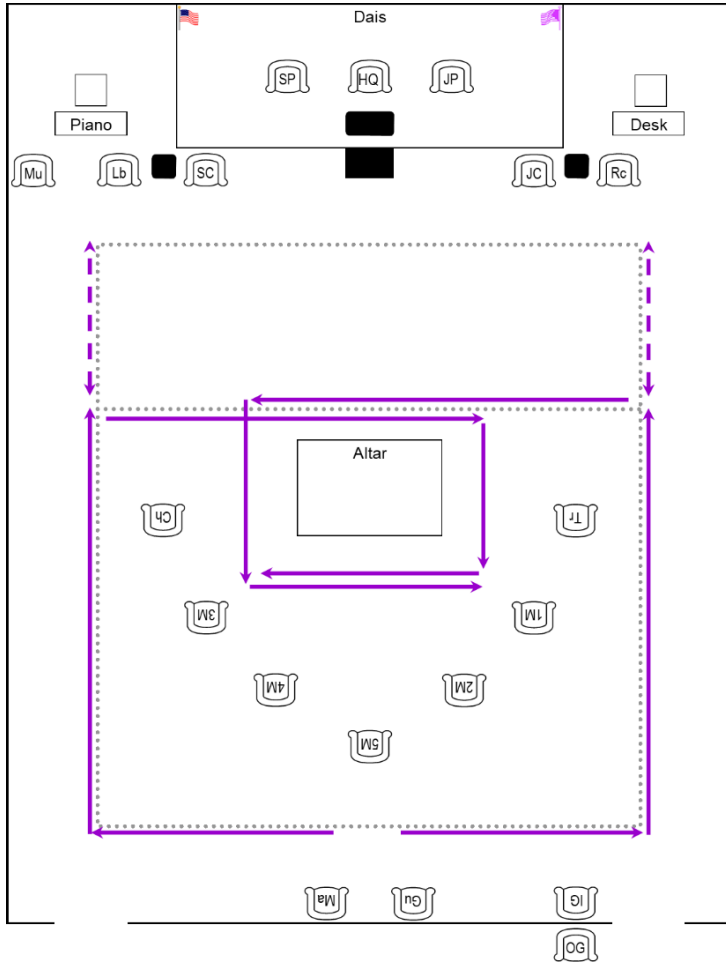 Dais
SP
HQ
JP
Piano
Desk
Mu
Lb
SC
JC
Rc
Altar
Ch
Tr
3M
1M
4M
2M
5M
Ma
Gu
IG
OG